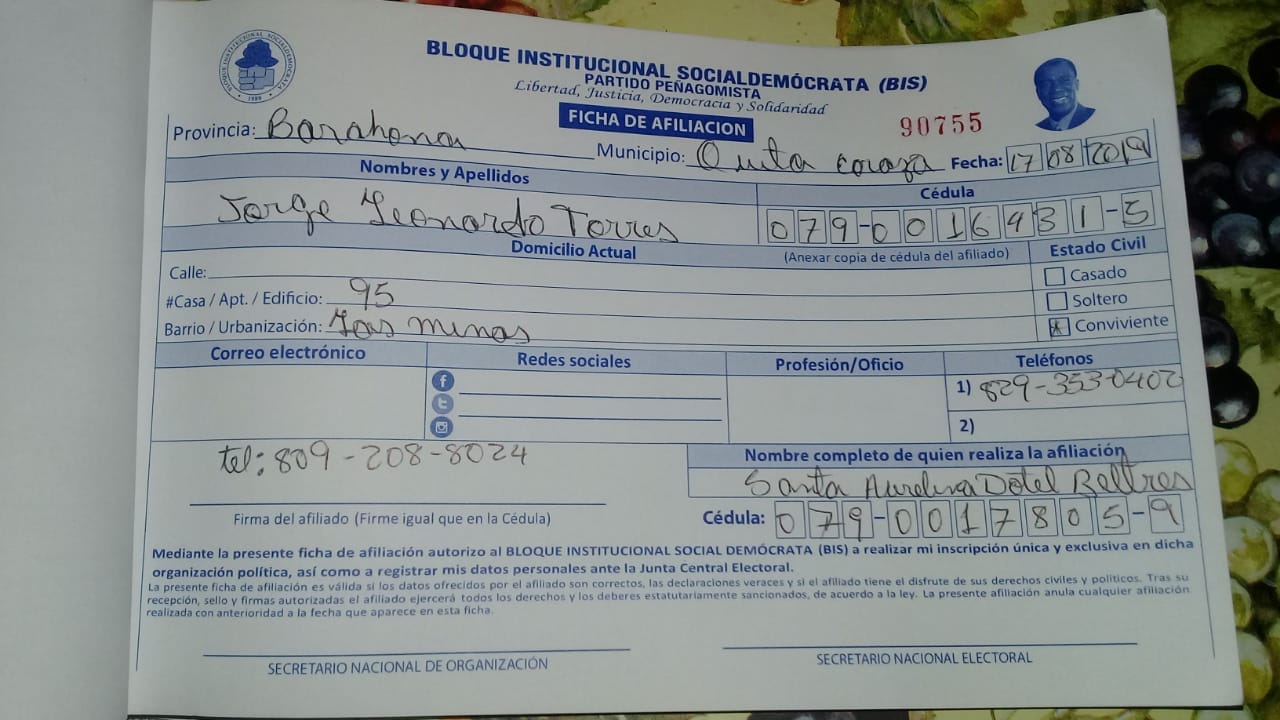 BLOQUE INSTITUCIONAL SOCIALDEMÓCRATA (BIS)
PARTIDO PEÑAGOMISTA
Libertad, Justicia, Democracia y Solidaridad
FICHA DE AFILIACION
90755
Provincia: Barahona
Municipio: Quita coraza Fecha: 17 08 2019
Nombres y Apellidos
Cédula
Jorge Leonardo Torres
079-0016431-5
Domicilio Actual
(Anexar copia de cédula del afiliado)
Estado Civil
Calle:
Casado
#Casa / Apt. / Edificio: 95
Soltero
Barrio / Urbanización: Las minas
Conviviente
Correo electrónico
Redes sociales
Profesión/Oficio
Teléfonos
1) 829-353-0402
2)
tel: 809-208-8024
Nombre completo de quien realiza la afiliación
Santa Aurelina Dotel Beltres
Firma del afiliado (Firme igual que en la Cédula)
Cédula: 079-0017805-9
Mediante la presente ficha de afiliación autorizo al BLOQUE INSTITUCIONAL SOCIAL DEMÓCRATA (BIS) a realizar mi inscripción única y exclusiva en dicha
organización política, así como a registrar mis datos personales ante la Junta Central Electoral.
La presente ficha de afiliación es válida si los datos ofrecidos por el afiliado son correctos, las declaraciones veraces y si el afiliado tiene el disfrute de sus derechos civiles y políticos. Tras su
recepción, sello y firmas autorizadas el afiliado ejercerá todos los derechos y los deberes estatutariamente sancionados, de acuerdo a la ley. La presente afiliación anula cualquier afiliación
realizada con anterioridad a la fecha que aparece en esta ficha.
SECRETARIO NACIONAL DE ORGANIZACIÓN
SECRETARIO NACIONAL ELECTORAL